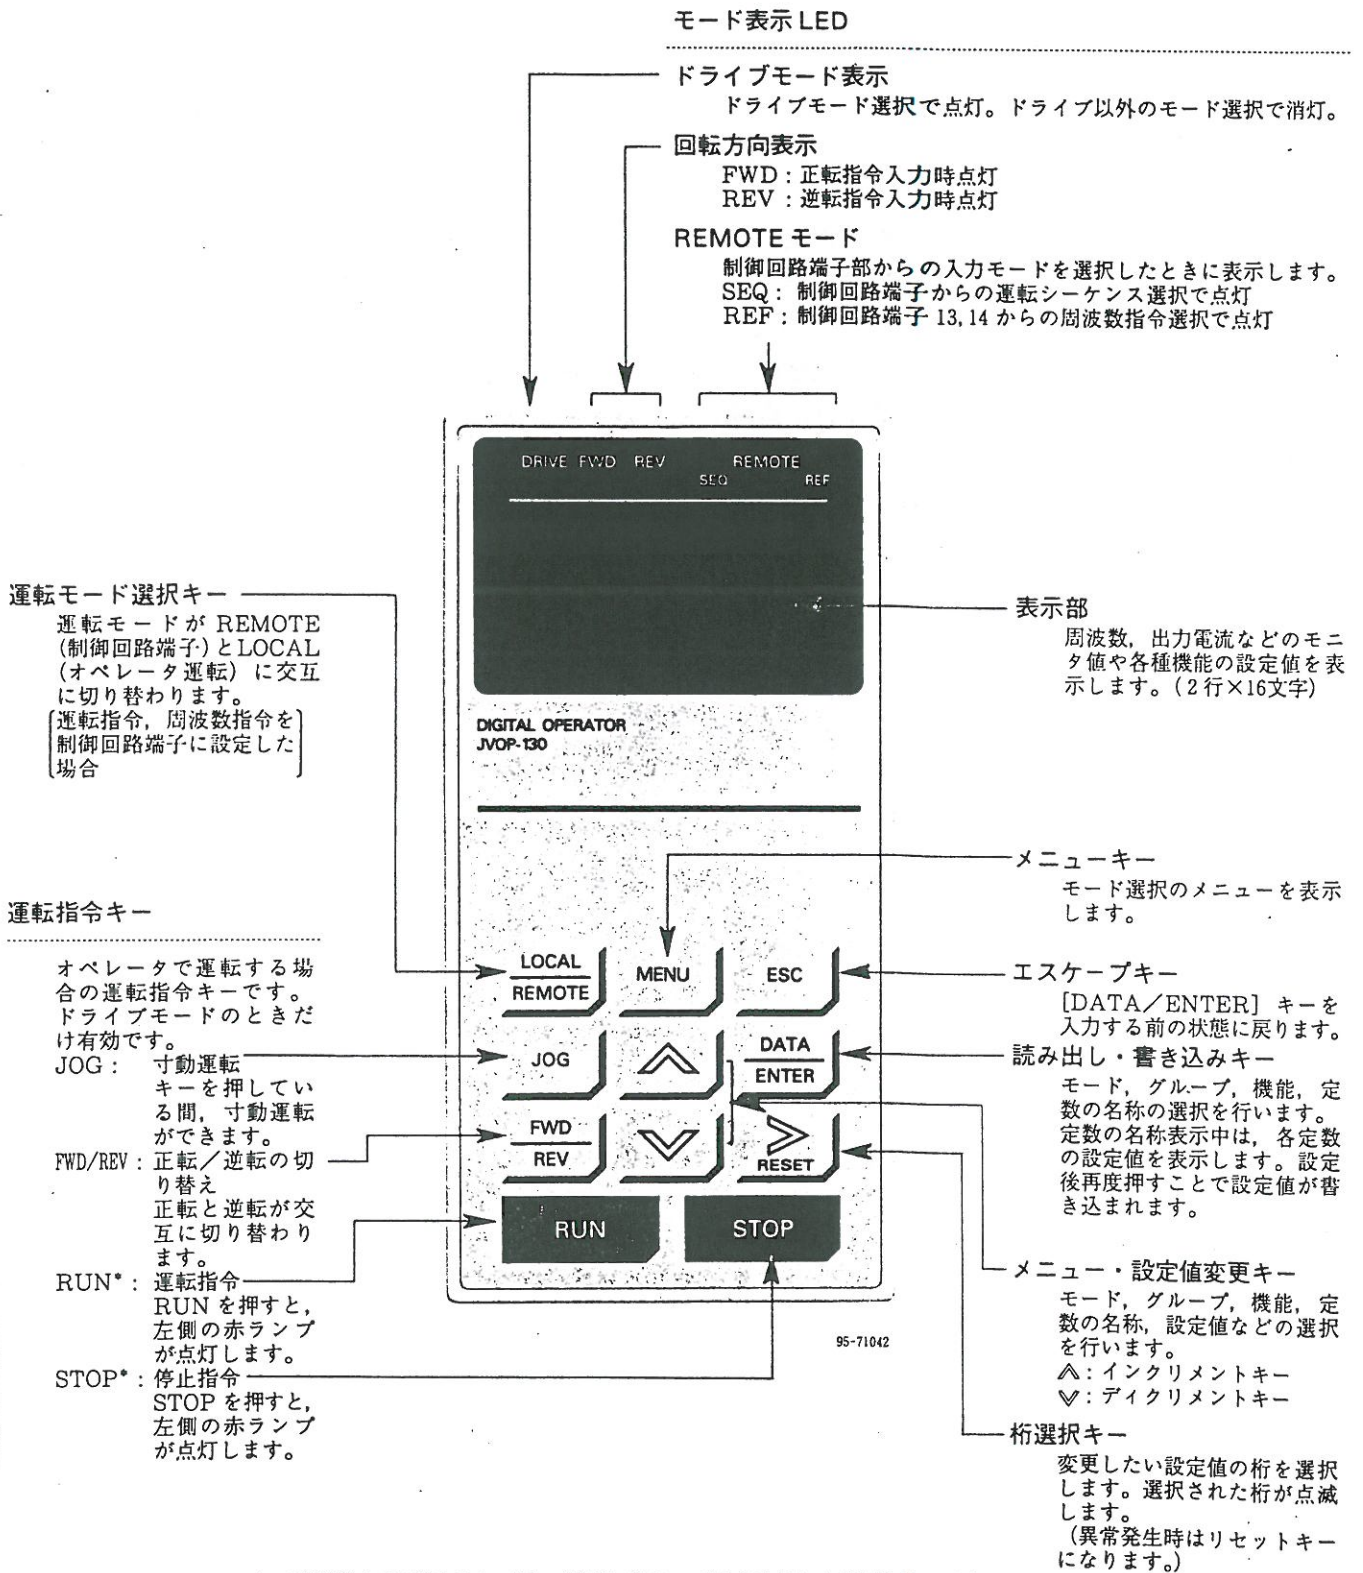 モード表示 LED
ドライブモード表示
ドライブモード選択で点灯。ドライブ以外のモード選択で消灯。
回転方向表示
FWD：正転指令入力時点灯
REV：逆転指令入力時点灯
REMOTE モード
制御回路端子部からの入力モードを選択したときに表示します。
SEQ：制御回路端子からの運転シーケンス選択で点灯
REF：制御回路端子 13, 14 からの周波数指令選択で点灯
DRIVE FWD REV REMOTE
SEQ REF
運転モード選択キー
運転モードが REMOTE
(制御回路端子)とLOCAL
(オペレータ運転) に交互
に切り替わります。
運転指令，周波数指令を
制御回路端子に設定した
場合
表示部
周波数，出力電流などのモニ
タ値や各種機能の設定値を表
示します。(2行×16文字)
DIGITAL OPERATOR
JVOP-130
メニューキー
モード選択のメニューを表示
します。
運転指令キー
オペレータで運転する場
合の運転指令キーです。
ドライブモードのときだ
け有効です。
JOG： 寸動運転
キーを押してい
る間，寸動運転
ができます。
FWD/REV：正転／逆転の切
り替え
正転と逆転が交
互に切り替わり
ます。
RUN*：運転指令
RUN を押すと，
左側の赤ランプ
が点灯します。
STOP*：停止指令
STOP を押すと，
左側の赤ランプ
が点灯します。
LOCAL
REMOTE
MENU
ESC
JOG
DATA
ENTER
FWD
REV
RESET
RUN
STOP
95-71042
エスケープキー
[DATA／ENTER] キーを
入力する前の状態に戻ります。
読み出し・書き込みキー
モード，グループ，機能，定
数の名称の選択を行います。
定数の名称表示中は，各定数
の設定値を表示します。設定
後再度押すことで設定値が書
き込まれます。
メニュー・設定値変更キー
モード，グループ，機能，定
数の名称，設定値などの選択
を行います。
︽：インクリメントキー
︾：ディクリメントキー
桁選択キー
変更したい設定値の桁を選択
します。選択された桁が点滅
します。
(異常発生時はリセットキー
になります。)